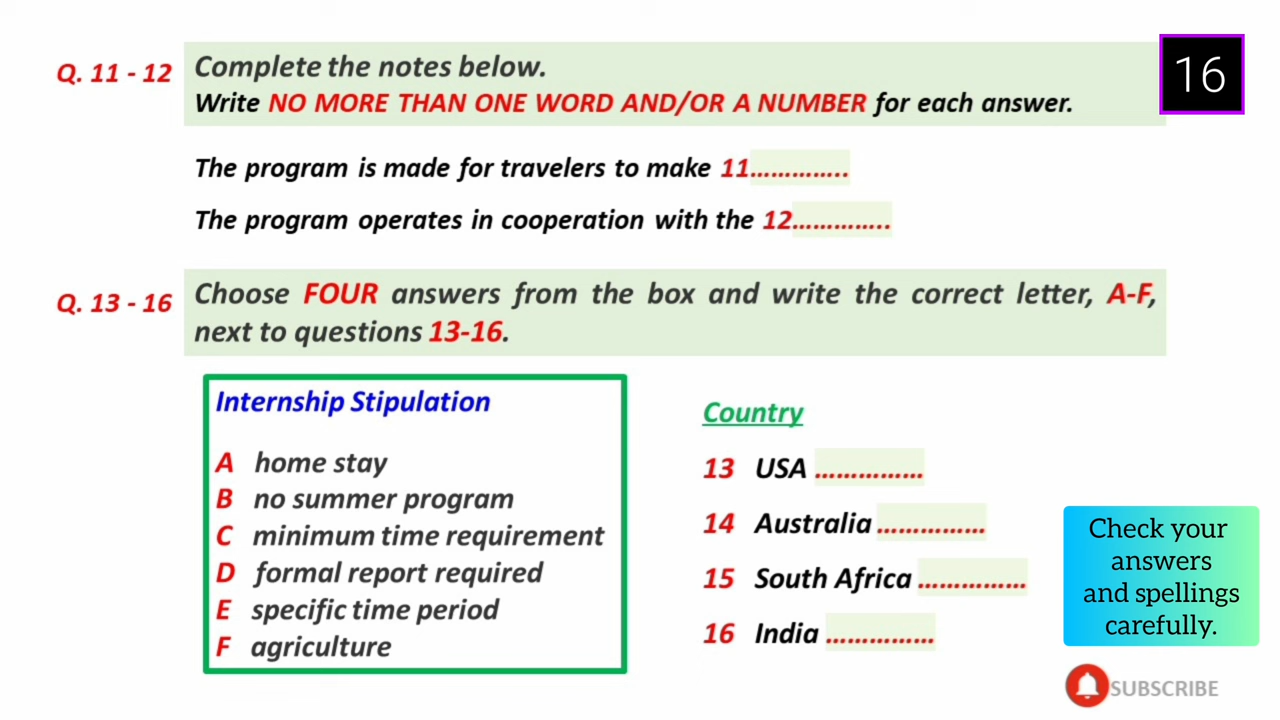 16
Q. 11 - 12
Complete the notes below.
Write NO MORE THAN ONE WORD AND/OR A NUMBER for each answer.
The program is made for travelers to make 11…………..
The program operates in cooperation with the 12…………..
Q. 13 - 16
Choose FOUR answers from the box and write the correct letter, A-F,
next to questions 13-16.
Internship Stipulation
A home stay
B no summer program
C minimum time requirement
D formal report required
E specific time period
F agriculture
Country
13 USA ……………
14 Australia ……………
15 South Africa ……………
16 India ……………
Check your
answers
and spellings
carefully.
SUBSCRIBE